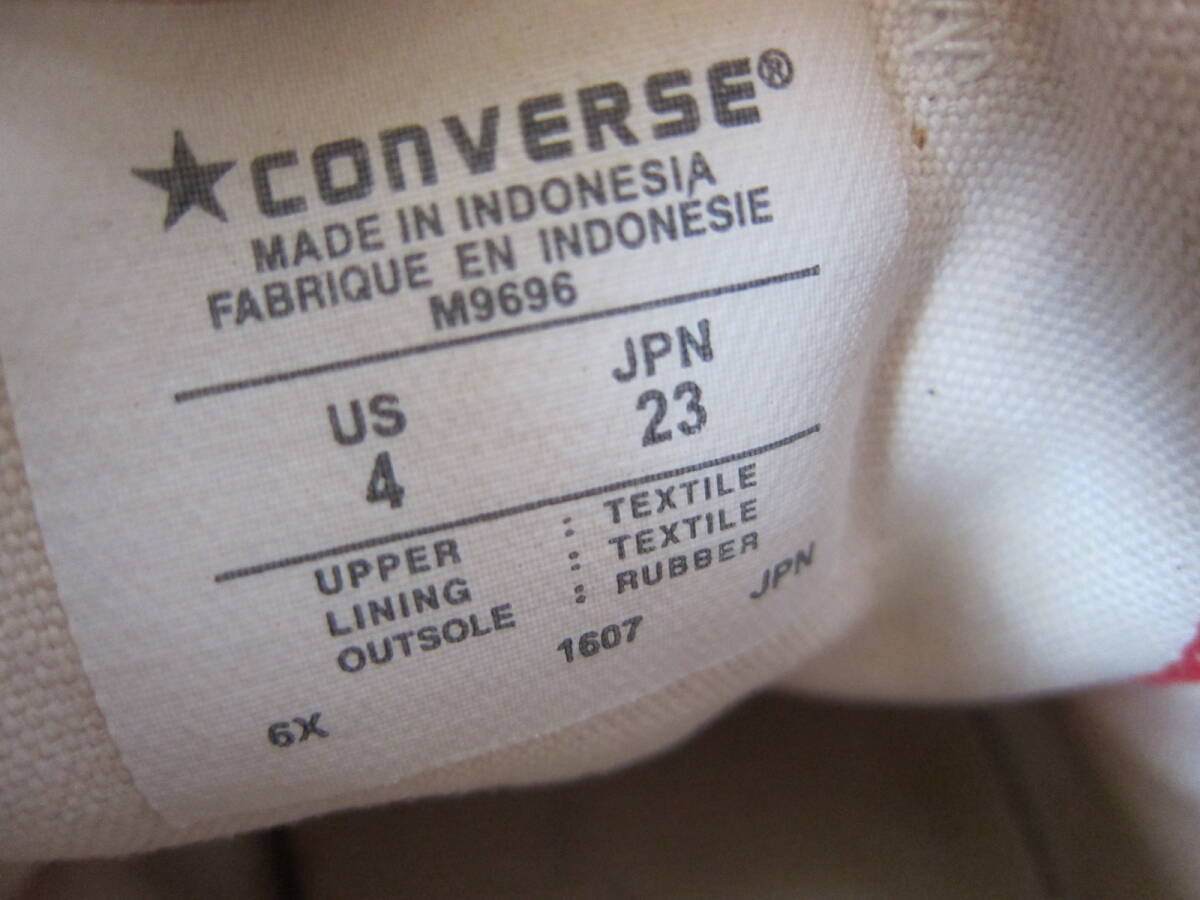 ★CONVERSE®
MADE IN INDONESIA
FABRIQUE EN INDONÉSIE
M9696
US JPN
4 23
UPPER : TEXTILE
LINING : TEXTILE
OUTSOLE : RUBBER
1607 JPN
6X